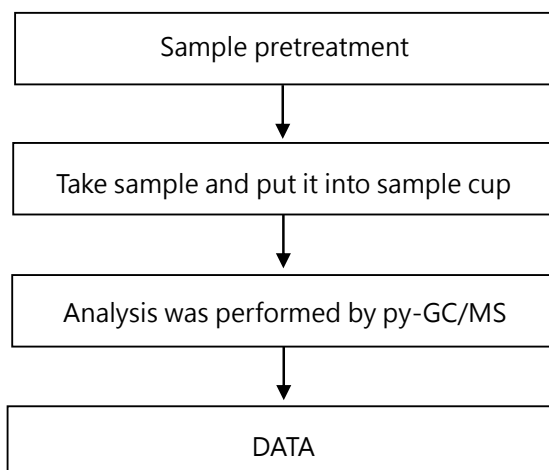 Sample pretreatment
Take sample and put it into sample cup
Analysis was performed by py-GC/MS
DATA